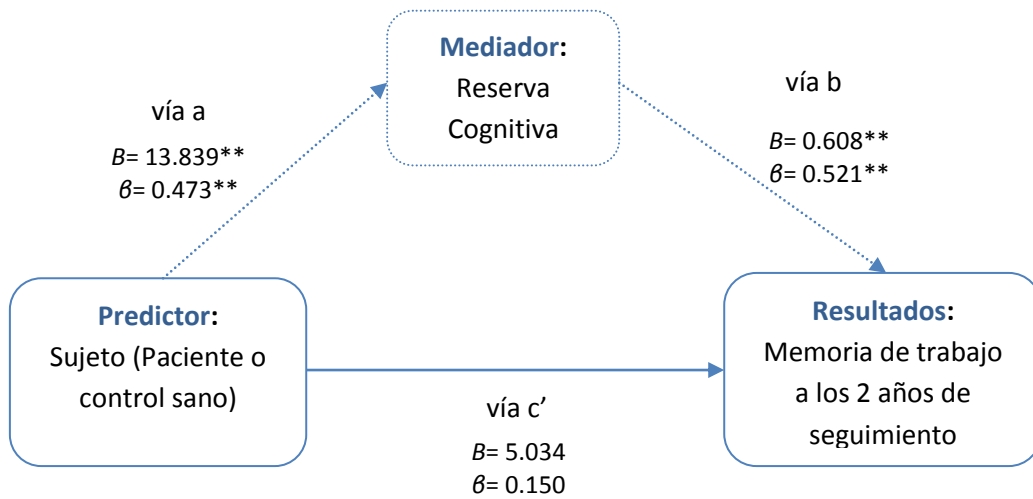 Mediador:
Reserva
Cognitiva
vía a
B= 13.839**
β= 0.473**
vía b
B= 0.608**
β= 0.521**
Predictor:
Sujeto (Paciente o
control sano)
Resultados:
Memoria de trabajo
a los 2 años de
seguimiento
vía c’
B= 5.034
β= 0.150